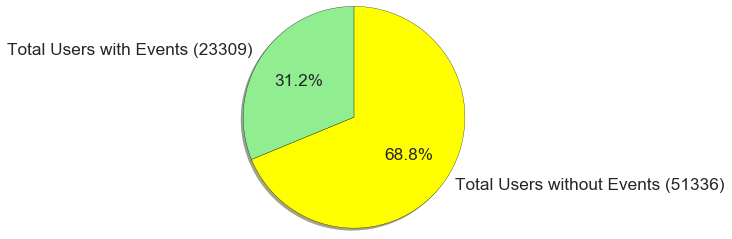 Total Users with Events (23309)
31.2%
68.8%
Total Users without Events (51336)